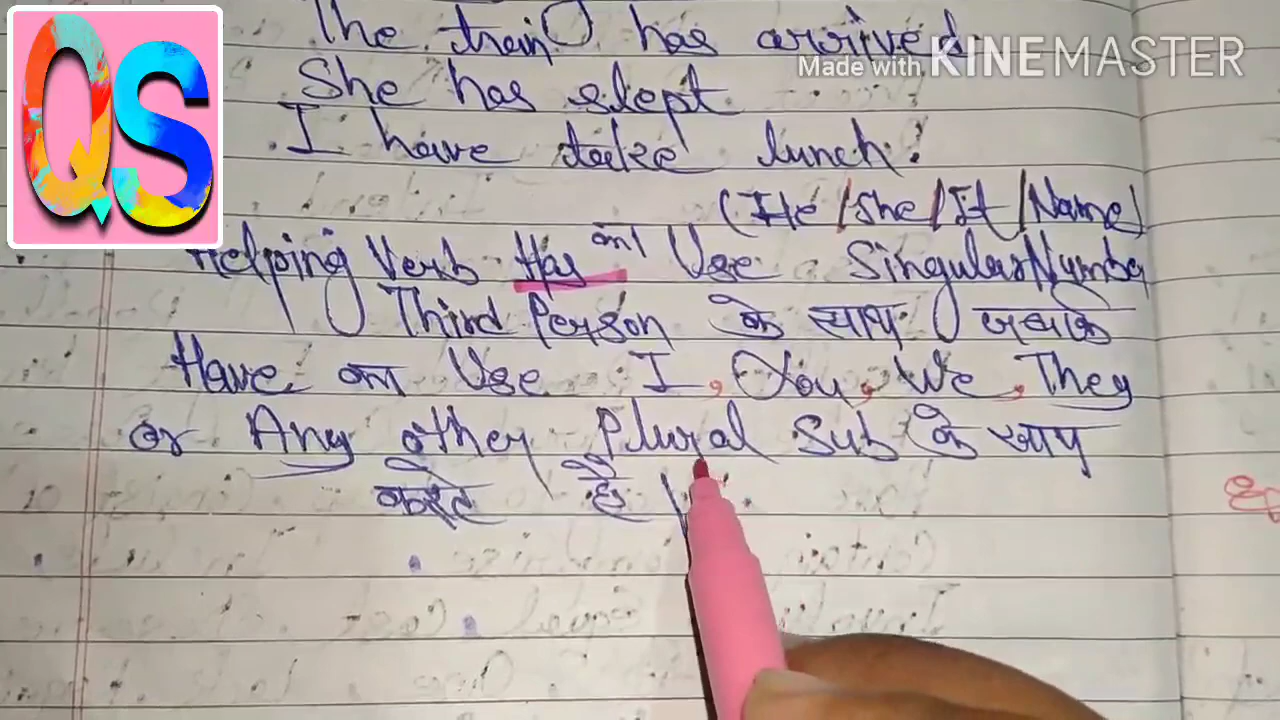 QS
Made with KINEMASTER
The train has arrived.
She has slept
I have take lunch.
(He/She/It/Name)
Helping Verb Has का Use Singular Number
Third Person के साथ जबकि
Have का Use I, You, We, They
or Any other Plural Sub के साथ
करते है।